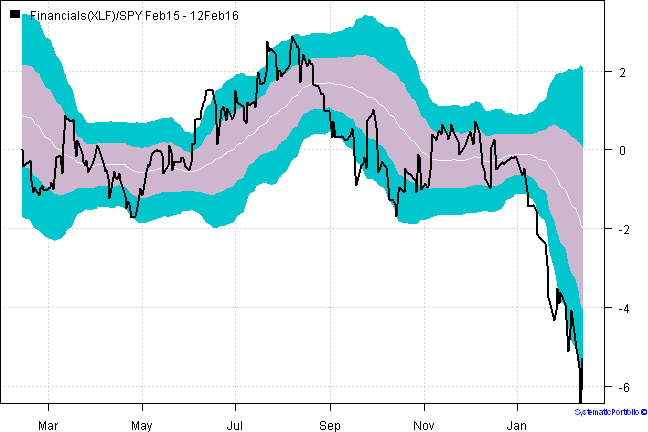 Financials(XLF)/SPY Feb15 - 12Feb16
2
0
-2
-4
-6
Mar May Jul Sep Nov Jan
SystematicPortfolio ©